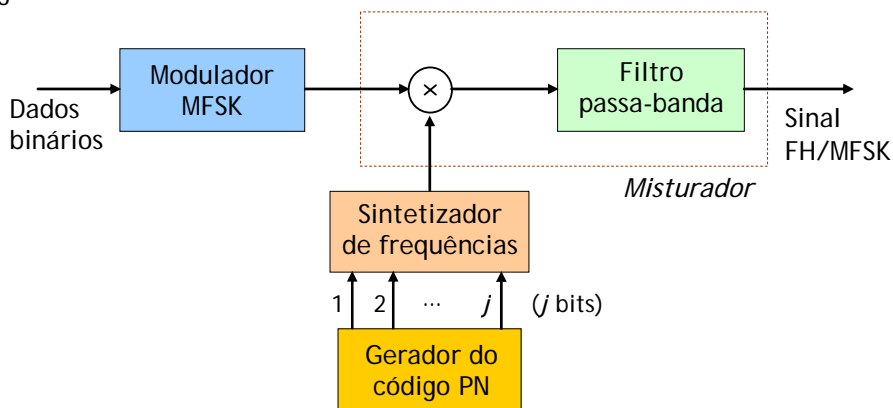 Modulador
MFSK
×
Filtro
passa-banda
Dados
binários
Sinal
FH/MFSK
Misturador
Sintetizador
de frequências
1 2 ... j (j bits)
Gerador do
código PN